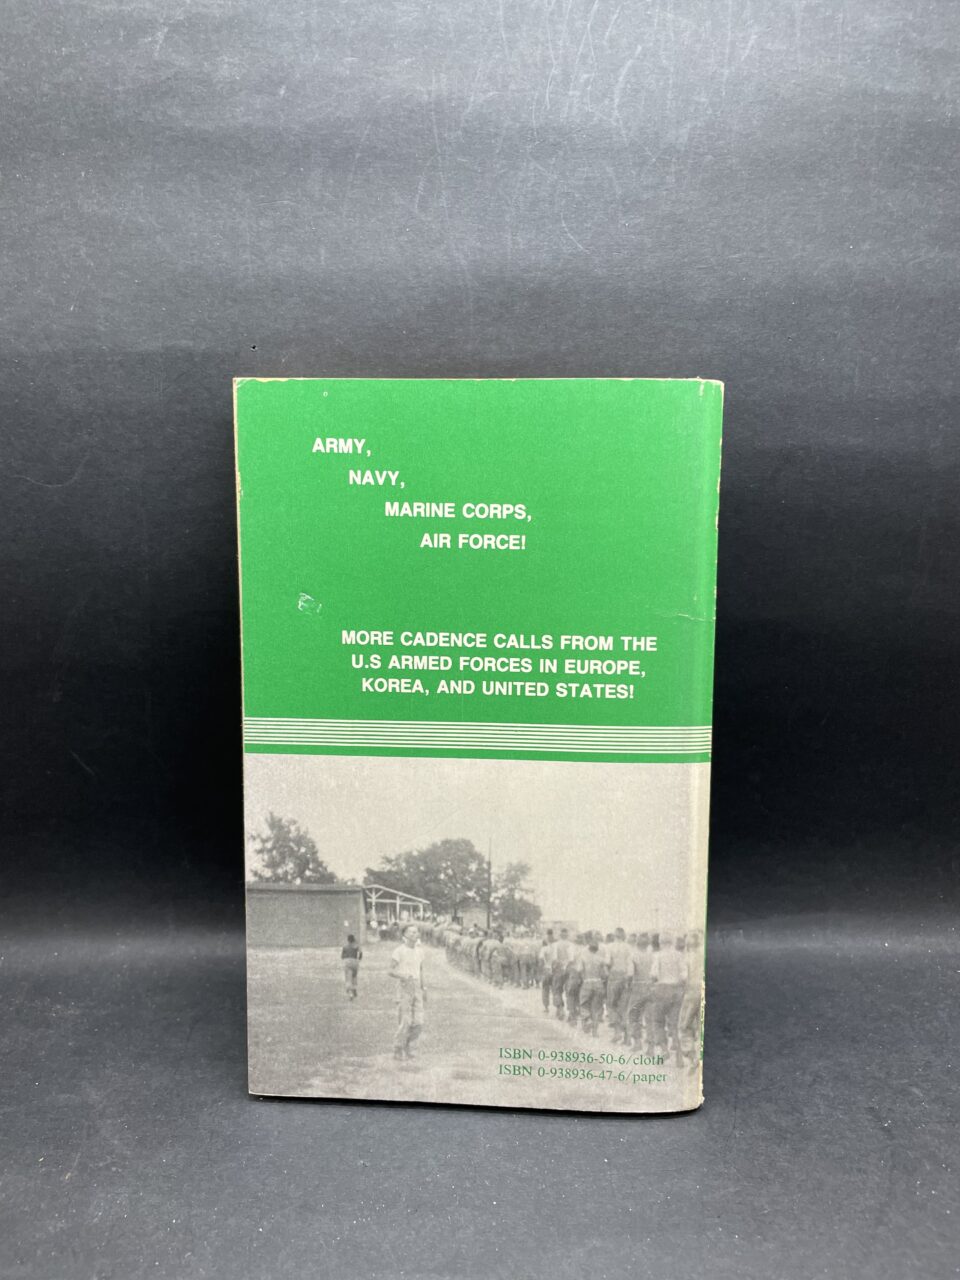 ARMY,
NAVY,
MARINE CORPS,
AIR FORCE!
MORE CADENCE CALLS FROM THE
U.S ARMED FORCES IN EUROPE,
KOREA, AND UNITED STATES!
ISBN 0-938936-50-6/cloth
ISBN 0-938936-47-6/paper